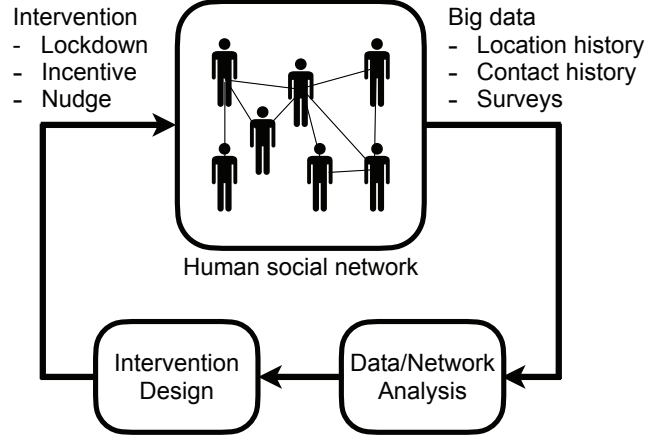 Intervention
- Lockdown
- Incentive
- Nudge
Big data
- Location history
- Contact history
- Surveys
Human social network
Intervention
Design
Data/Network
Analysis